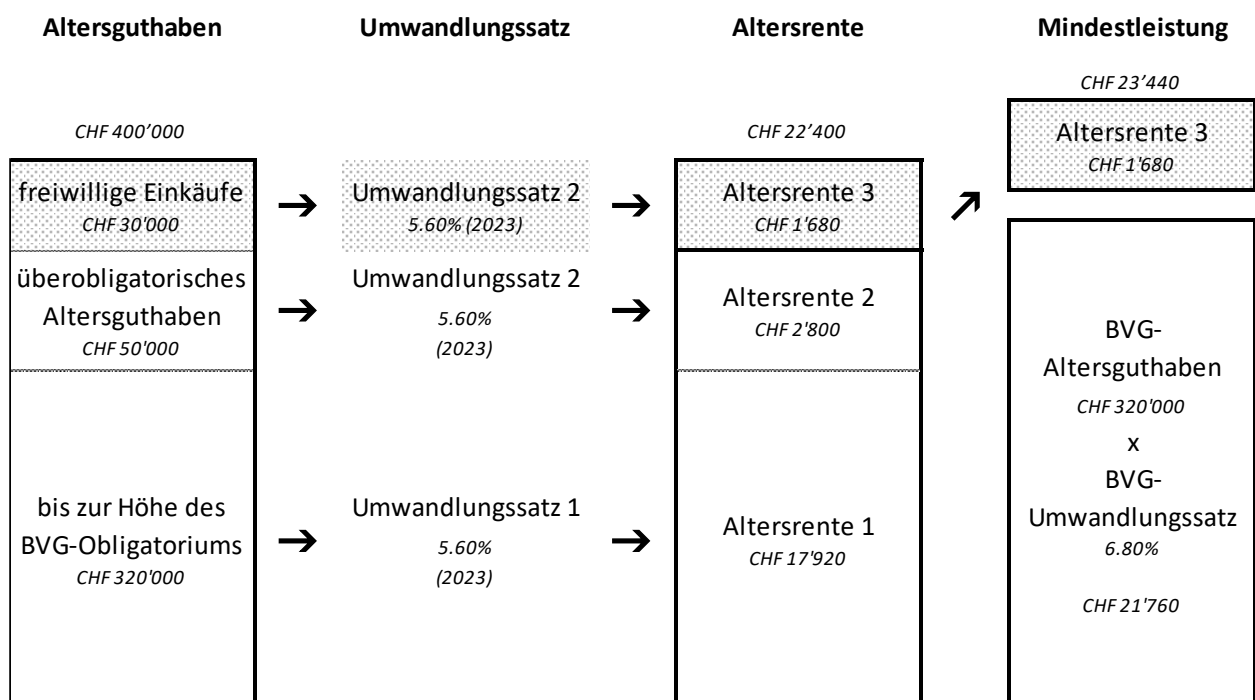 Altersguthaben
Umwandlungssatz
Altersrente
Mindestleistung
CHF 400’000
CHF 22’400
CHF 23’440
freiwillige Einkäufe
CHF 30'000
➔
Umwandlungssatz 2
5.60% (2023)
➔
Altersrente 3
CHF 1'680
➔
Altersrente 3
CHF 1'680
überobligatorisches
Altersguthaben
CHF 50'000
➔
Umwandlungssatz 2
5.60%
(2023)
➔
Altersrente 2
CHF 2'800
bis zur Höhe des
BVG-Obligatoriums
CHF 320'000
➔
Umwandlungssatz 1
5.60%
(2023)
➔
Altersrente 1
CHF 17'920
BVG-
Altersguthaben
CHF 320'000
x
BVG-
Umwandlungssatz
6.80%
CHF 21'760